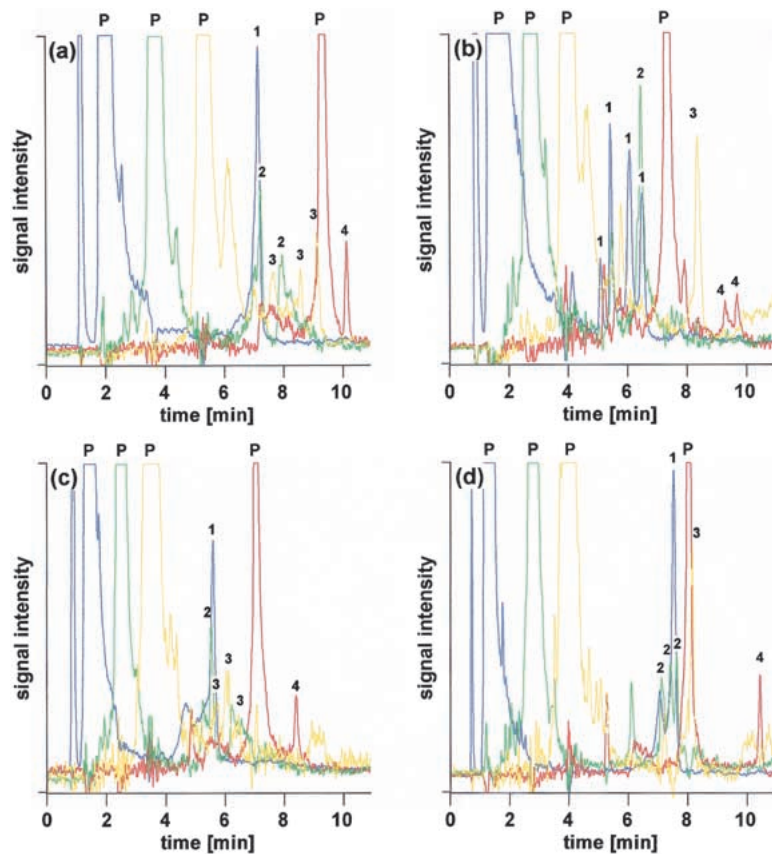 P P P 1 P
(a)
2
3
2 3 4
3
signal intensity
0 2 4 6 8 10
time [min]
P P P P
(b)
2
1 3
1
1
1
4 4
signal intensity
0 2 4 6 8 10
time [min]
P P P P
(c)
1
2
3
3 4
3
signal intensity
0 2 4 6 8 10
time [min]
P P P 1 P
(d)
3
2 2
2 4
signal intensity
0 2 4 6 8 10
time [min]